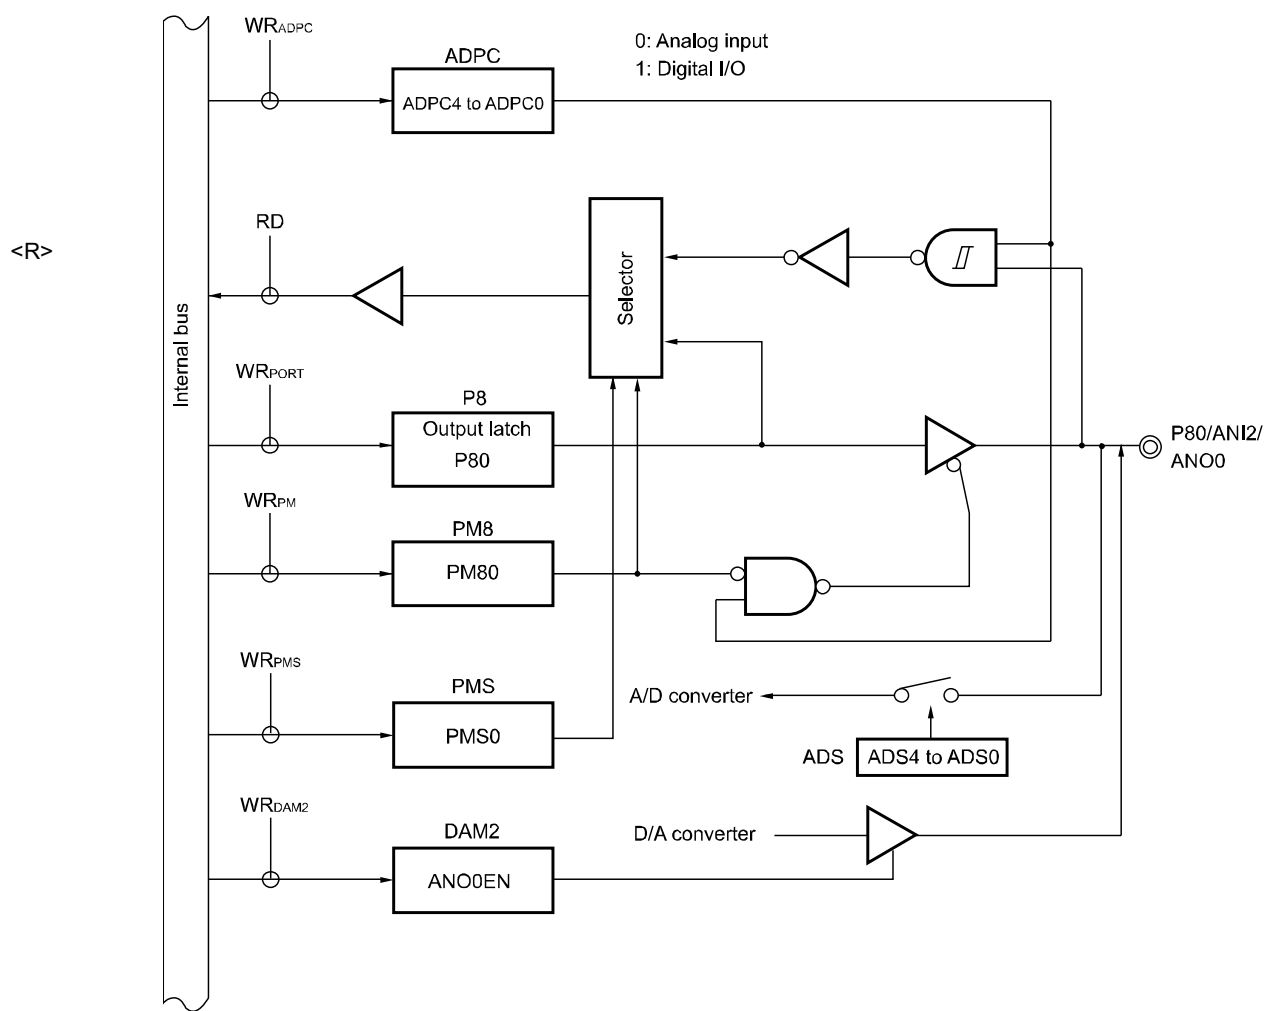 WRADPC
0: Analog input
1: Digital I/O
ADPC
ADPC4 to ADPC0
<R>
RD
Selector
Internal bus
WRPORT
P8
Output latch
P80
P80/ANI2/
ANO0
WRPM
PM8
PM80
WRPMS
PMS
PMS0
A/D converter
ADS
ADS4 to ADS0
WRDAM2
DAM2
ANO0EN
D/A converter